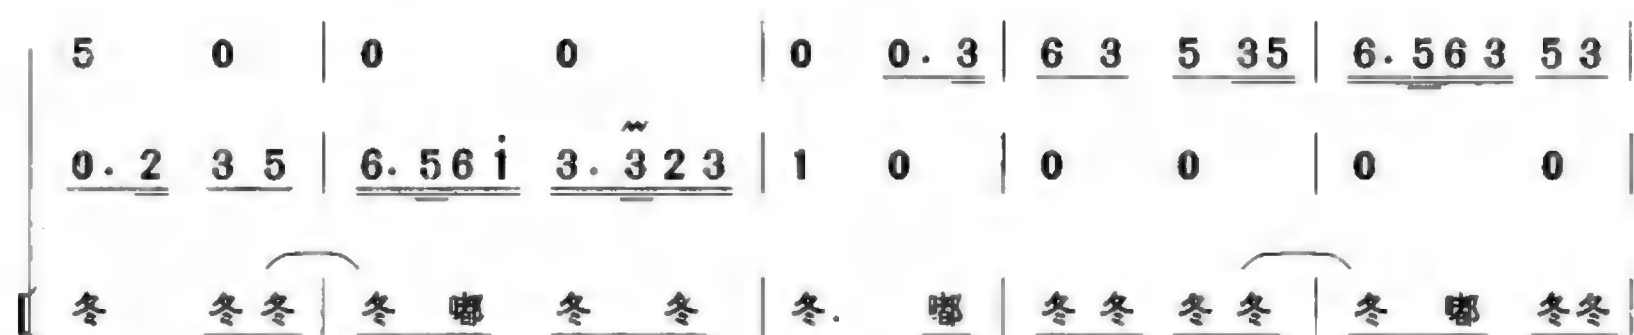 5 0 | 0 0 | 0 0. 3 | 6 3 5 35 | 6. 563 53 |
0. 2 3 5 | 6. 561̇ 3. 323 | 1 0 | 0 0 | 0 0 |
冬 冬冬 | 冬 嘟 冬 冬 | 冬. 嘟 | 冬 冬 冬 冬 | 冬 嘟 冬冬